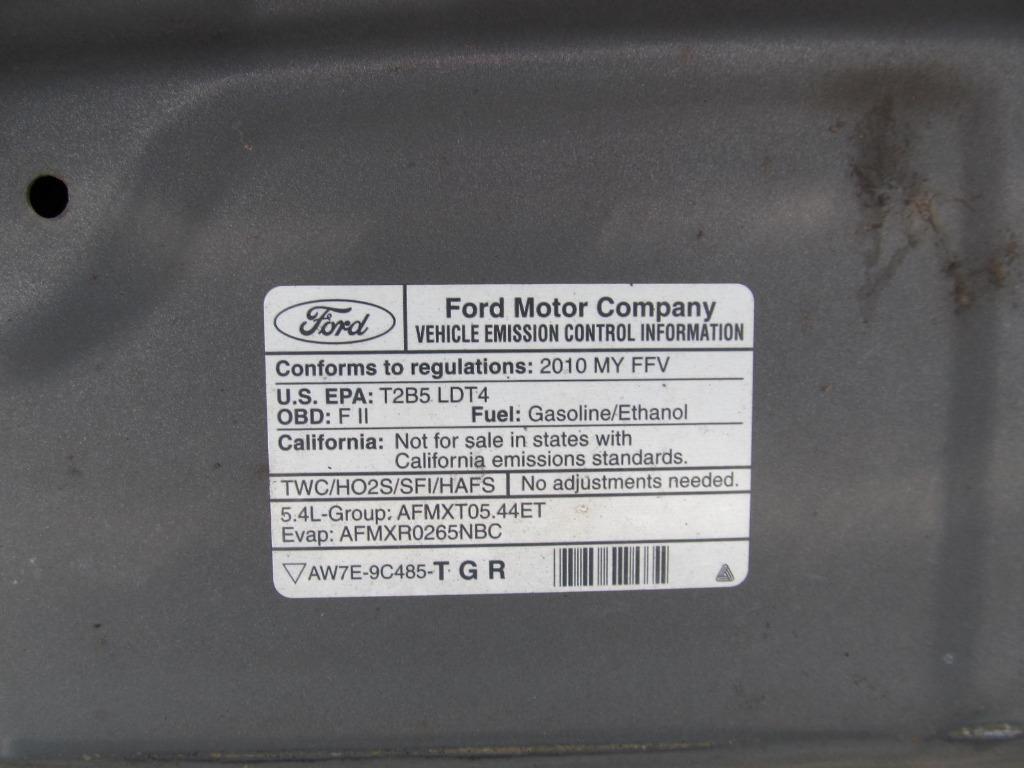 Ford
Ford Motor Company
VEHICLE EMISSION CONTROL INFORMATION
Conforms to regulations: 2010 MY FFV
U.S. EPA: T2B5 LDT4
OBD: F II Fuel: Gasoline/Ethanol
California: Not for sale in states with
California emissions standards.
TWC/HO2S/SFI/HAFS No adjustments needed.
5.4L-Group: AFMXT05.44ET
Evap: AFMXR0265NBC
AW7E-9C485-T G R